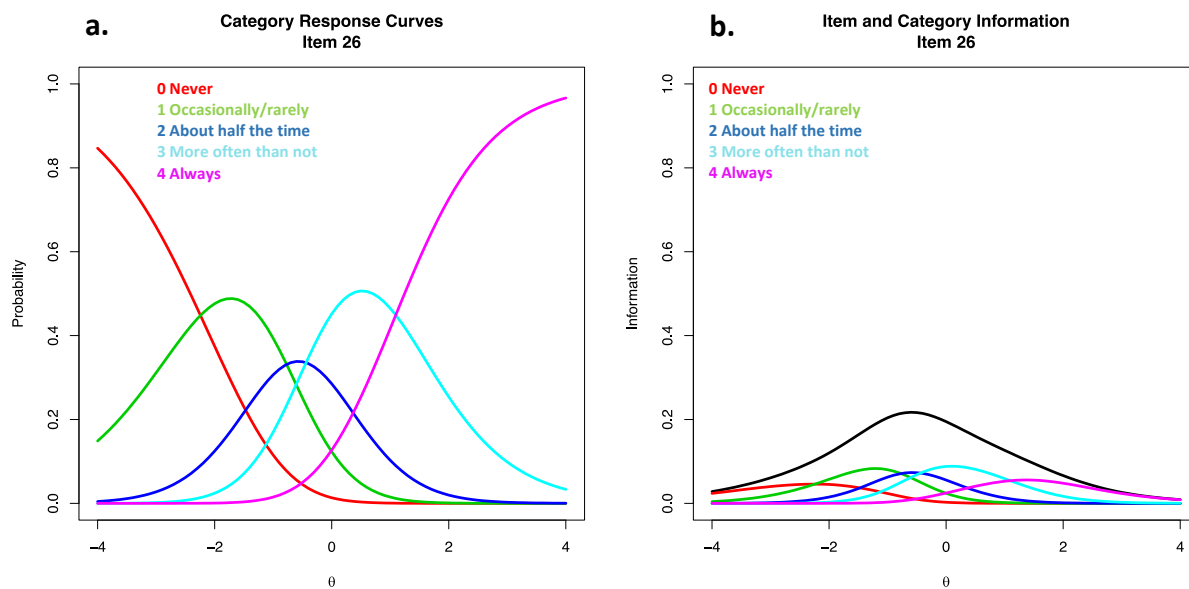 a.
Category Response Curves
Item 26
0 Never
1 Occasionally/rarely
2 About half the time
3 More often than not
4 Always
1.0
0.8
0.6
0.4
0.2
0.0
Probability
−4
−2
0
2
4
θ
b.
Item and Category Information
Item 26
0 Never
1 Occasionally/rarely
2 About half the time
3 More often than not
4 Always
1.0
0.8
0.6
0.4
0.2
0.0
Information
−4
−2
0
2
4
θ